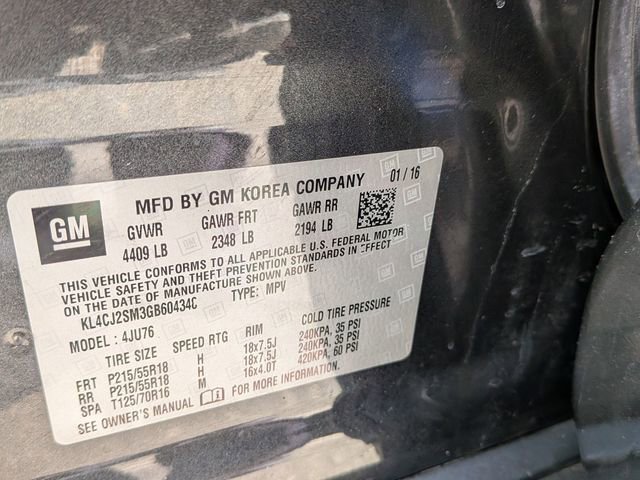 MFD BY GM KOREA COMPANY 01/16
GM
GVWR GAWR FRT GAWR RR
4409 LB 2348 LB 2194 LB
THIS VEHICLE CONFORMS TO ALL APPLICABLE U.S. FEDERAL MOTOR
VEHICLE SAFETY AND THEFT PREVENTION STANDARDS IN EFFECT
ON THE DATE OF MANUFACTURE SHOWN ABOVE.
KL4CJ2SM3GB60434C TYPE: MPV
MODEL: 4JU76
TIRE SIZE SPEED RTG RIM COLD TIRE PRESSURE
FRT P215/55R18 H 18x7.5J 240KPA, 35 PSI
RR P215/55R18 H 18x7.5J 240KPA, 35 PSI
SPA T125/70R16 M 16x4.0T 420KPA, 60 PSI
SEE OWNER'S MANUAL FOR MORE INFORMATION.